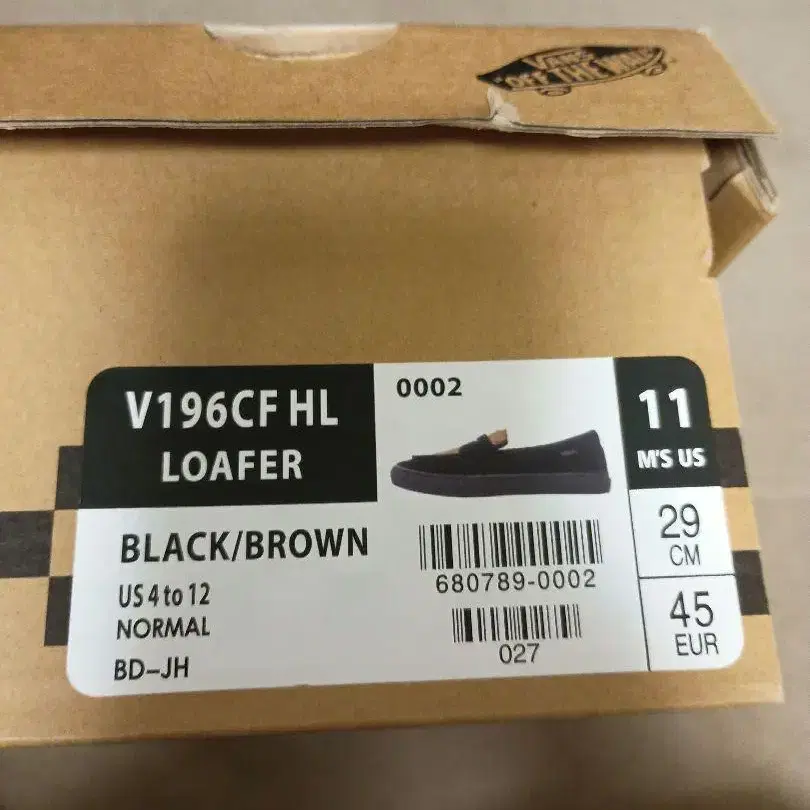 VANS
"OFF THE WALL"
V196CF HL
LOAFER
0002
11
M'S US
BLACK/BROWN
US 4 to 12
NORMAL
BD-JH
680789-0002
027
29
CM
45
EUR